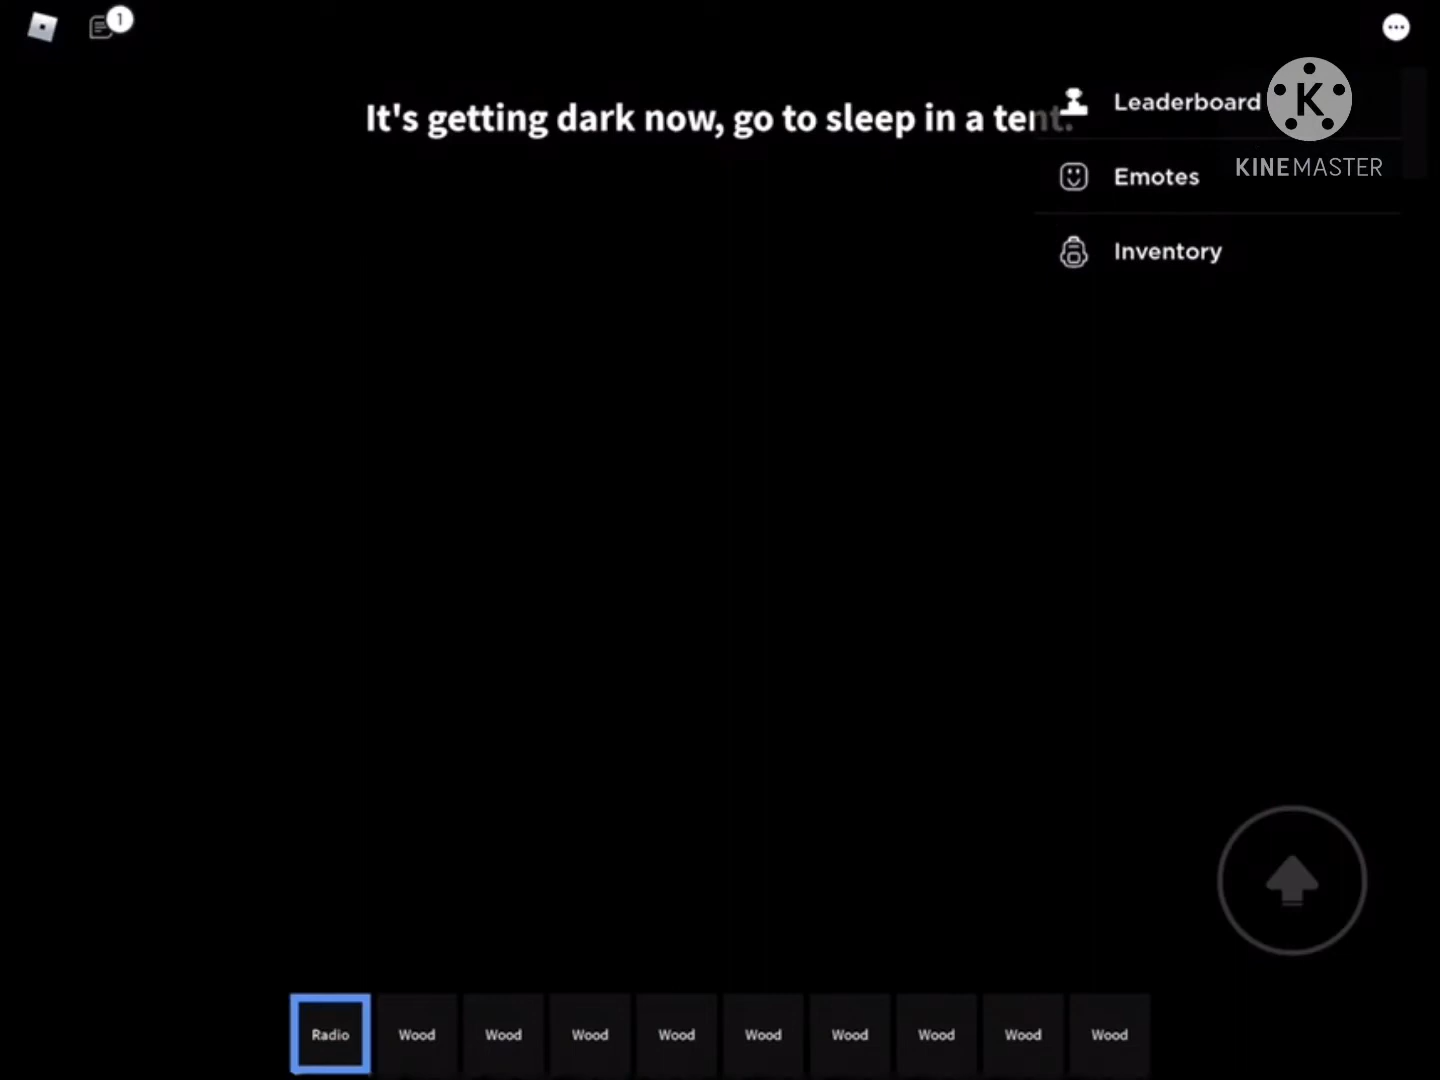 1
It's getting dark now, go to sleep in a tent.
Leaderboard
K
KINEMASTER
Emotes
Inventory
Radio Wood Wood Wood Wood Wood Wood Wood Wood Wood